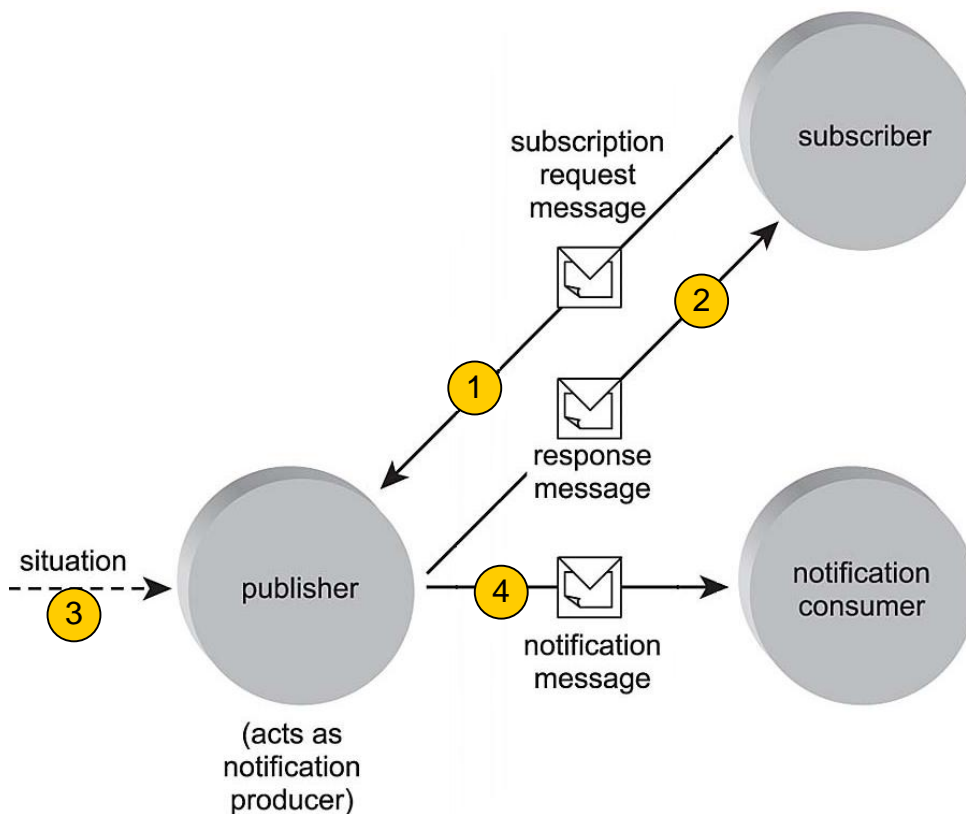 subscriber
subscription
request
message
2
1
response
message
situation
3
publisher
4
notification
consumer
notification
message
(acts as
notification
producer)